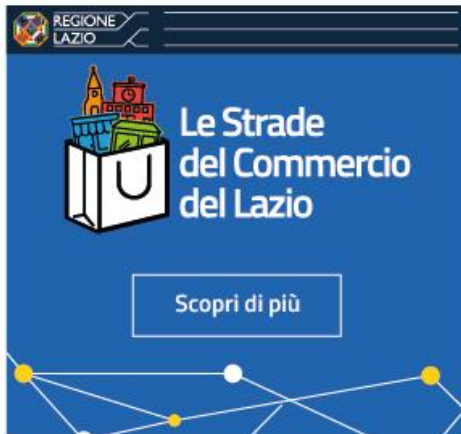 REGIONE
LAZIO
Le Strade
del Commercio
del Lazio
Scopri di più